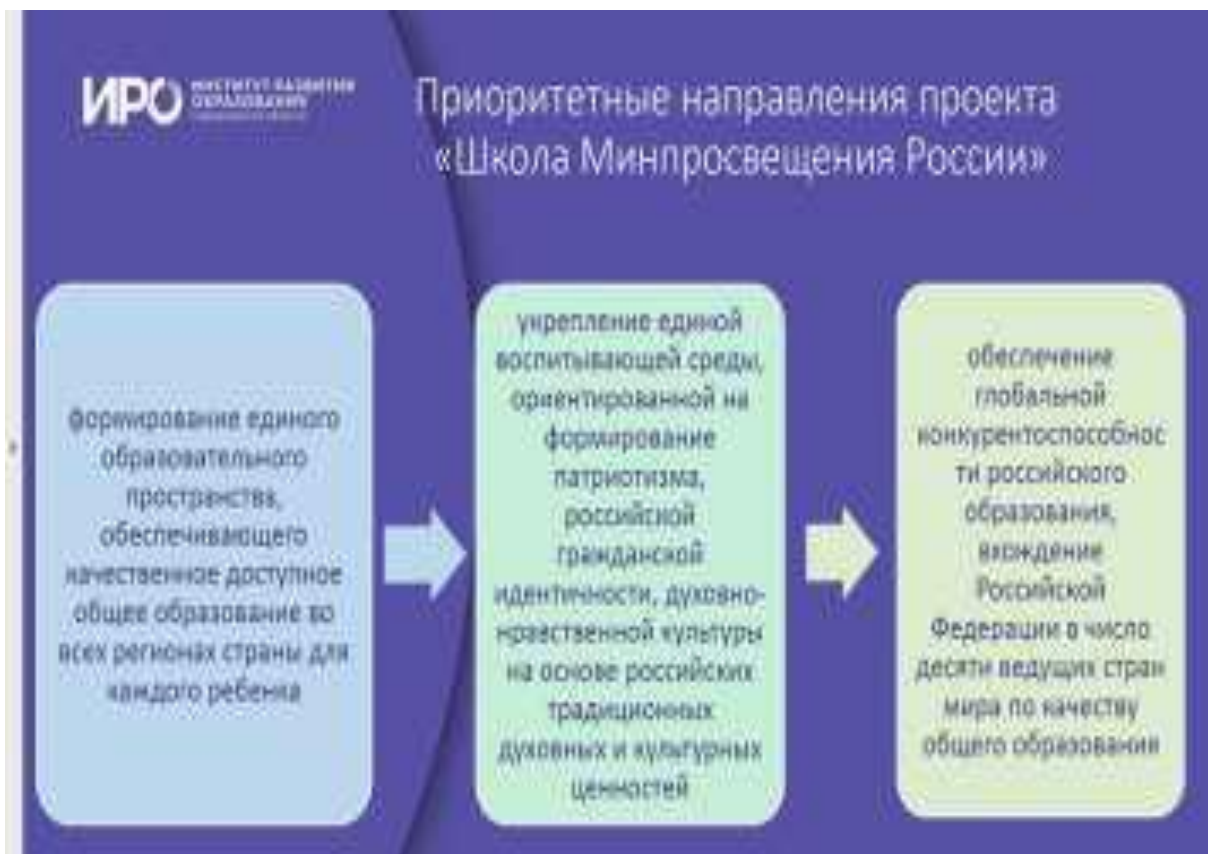 ИРО
ИНСТИТУТ РАЗВИТИЯ
ОБРАЗОВАНИЯ
Приоритетные направления проекта
«Школа Минпросвещения России»
формирование единого
образовательного
пространства,
обеспечивающего
качественное доступное
общее образование во
всех регионах страны для
каждого ребенка
укрепление единой
воспитывающей среды,
ориентированной на
формирование
патриотизма,
российской
гражданской
идентичности, духовно-
нравственной культуры
на основе российских
традиционных
духовных и культурных
ценностей
обеспечение
глобальной
конкурентоспособнос
ти российского
образования,
вхождение
Российской
Федерации в число
десяти ведущих стран
мира по качеству
общего образования